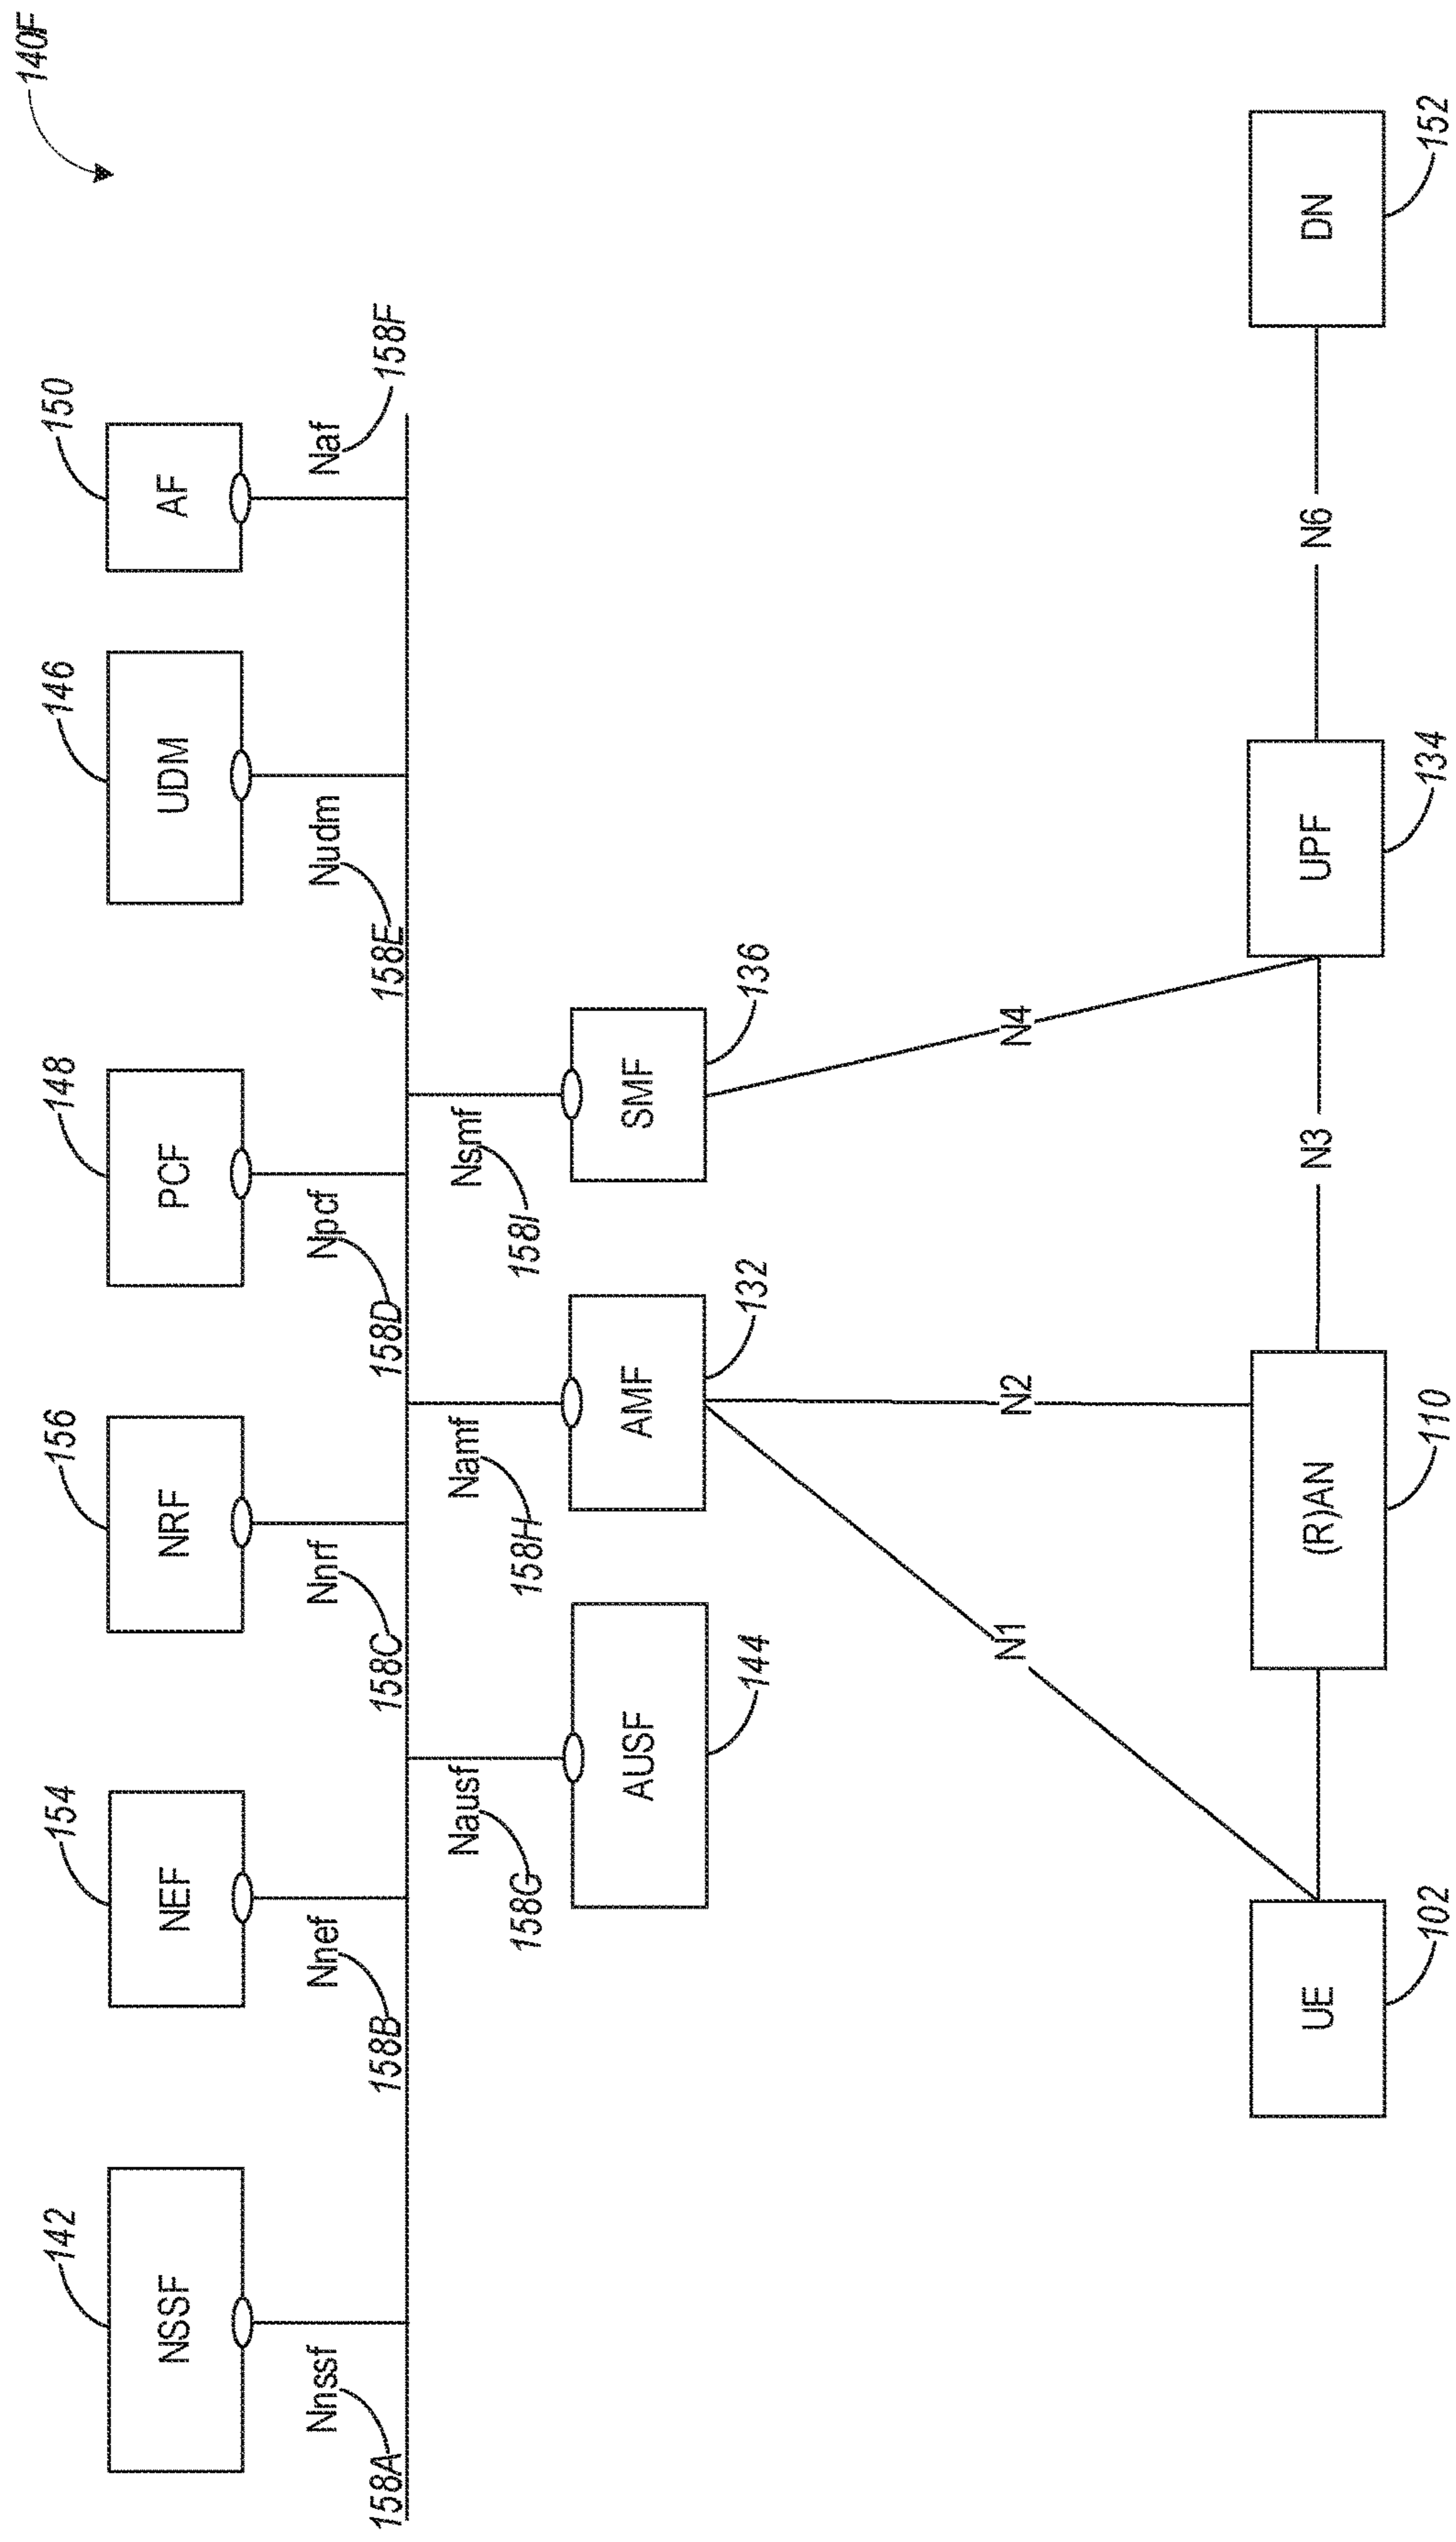 140F
142
154
156
148
146
150
NSSF
NEF
NRF
PCF
UDM
AF
Nnssf
Nnef
Nnrf
Npcf
Nudm
Naf
158A
158B
158C
158D
158E
158F
Nausf
Namf
Nsmf
158G
158H
158I
AUSF
AMF
SMF
144
132
136
N1
N2
N4
UE
(R)AN
N3
UPF
N6
DN
102
110
134
152